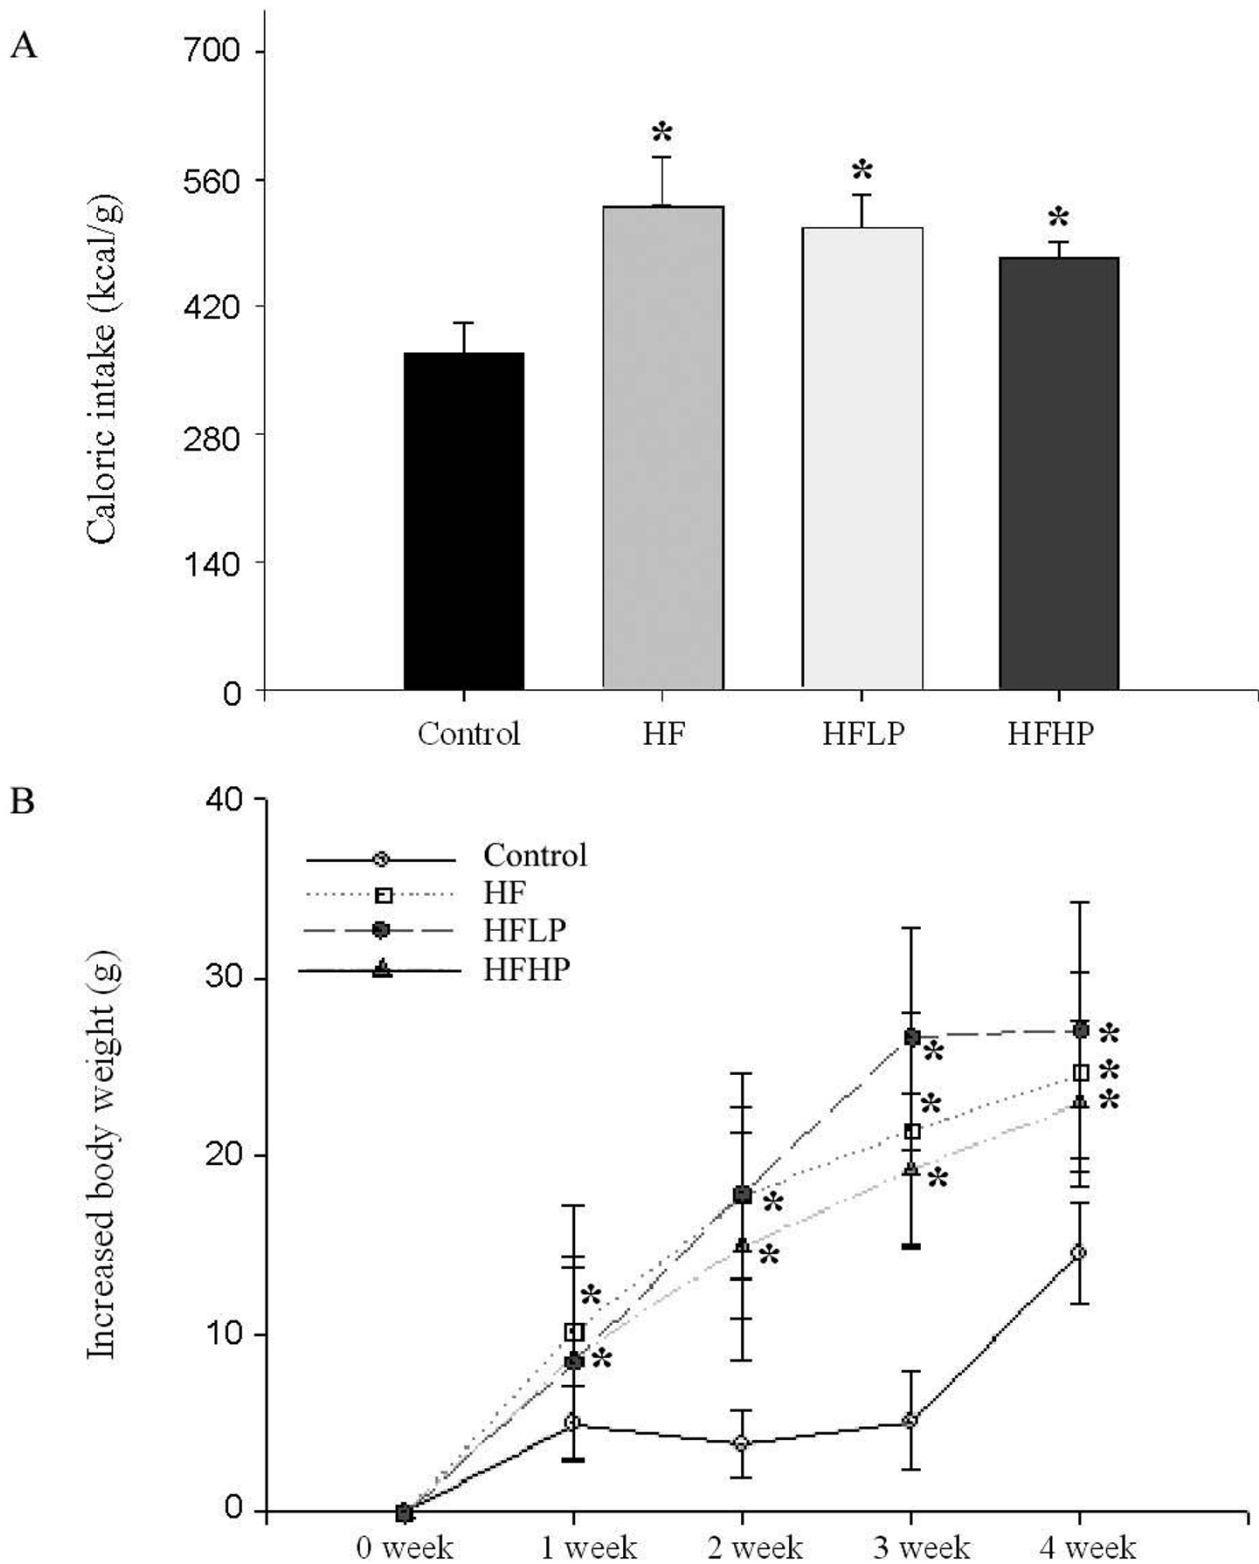 A
Caloric intake (kcal/g)
700
560
420
280
140
0
*
*
*
Control HF HFLP HFHP
B
Increased body weight (g)
40
30
20
10
0
Control
HF
HFLP
HFHP
*
*
*
*
*
*
*
*
*
*
0 week 1 week 2 week 3 week 4 week